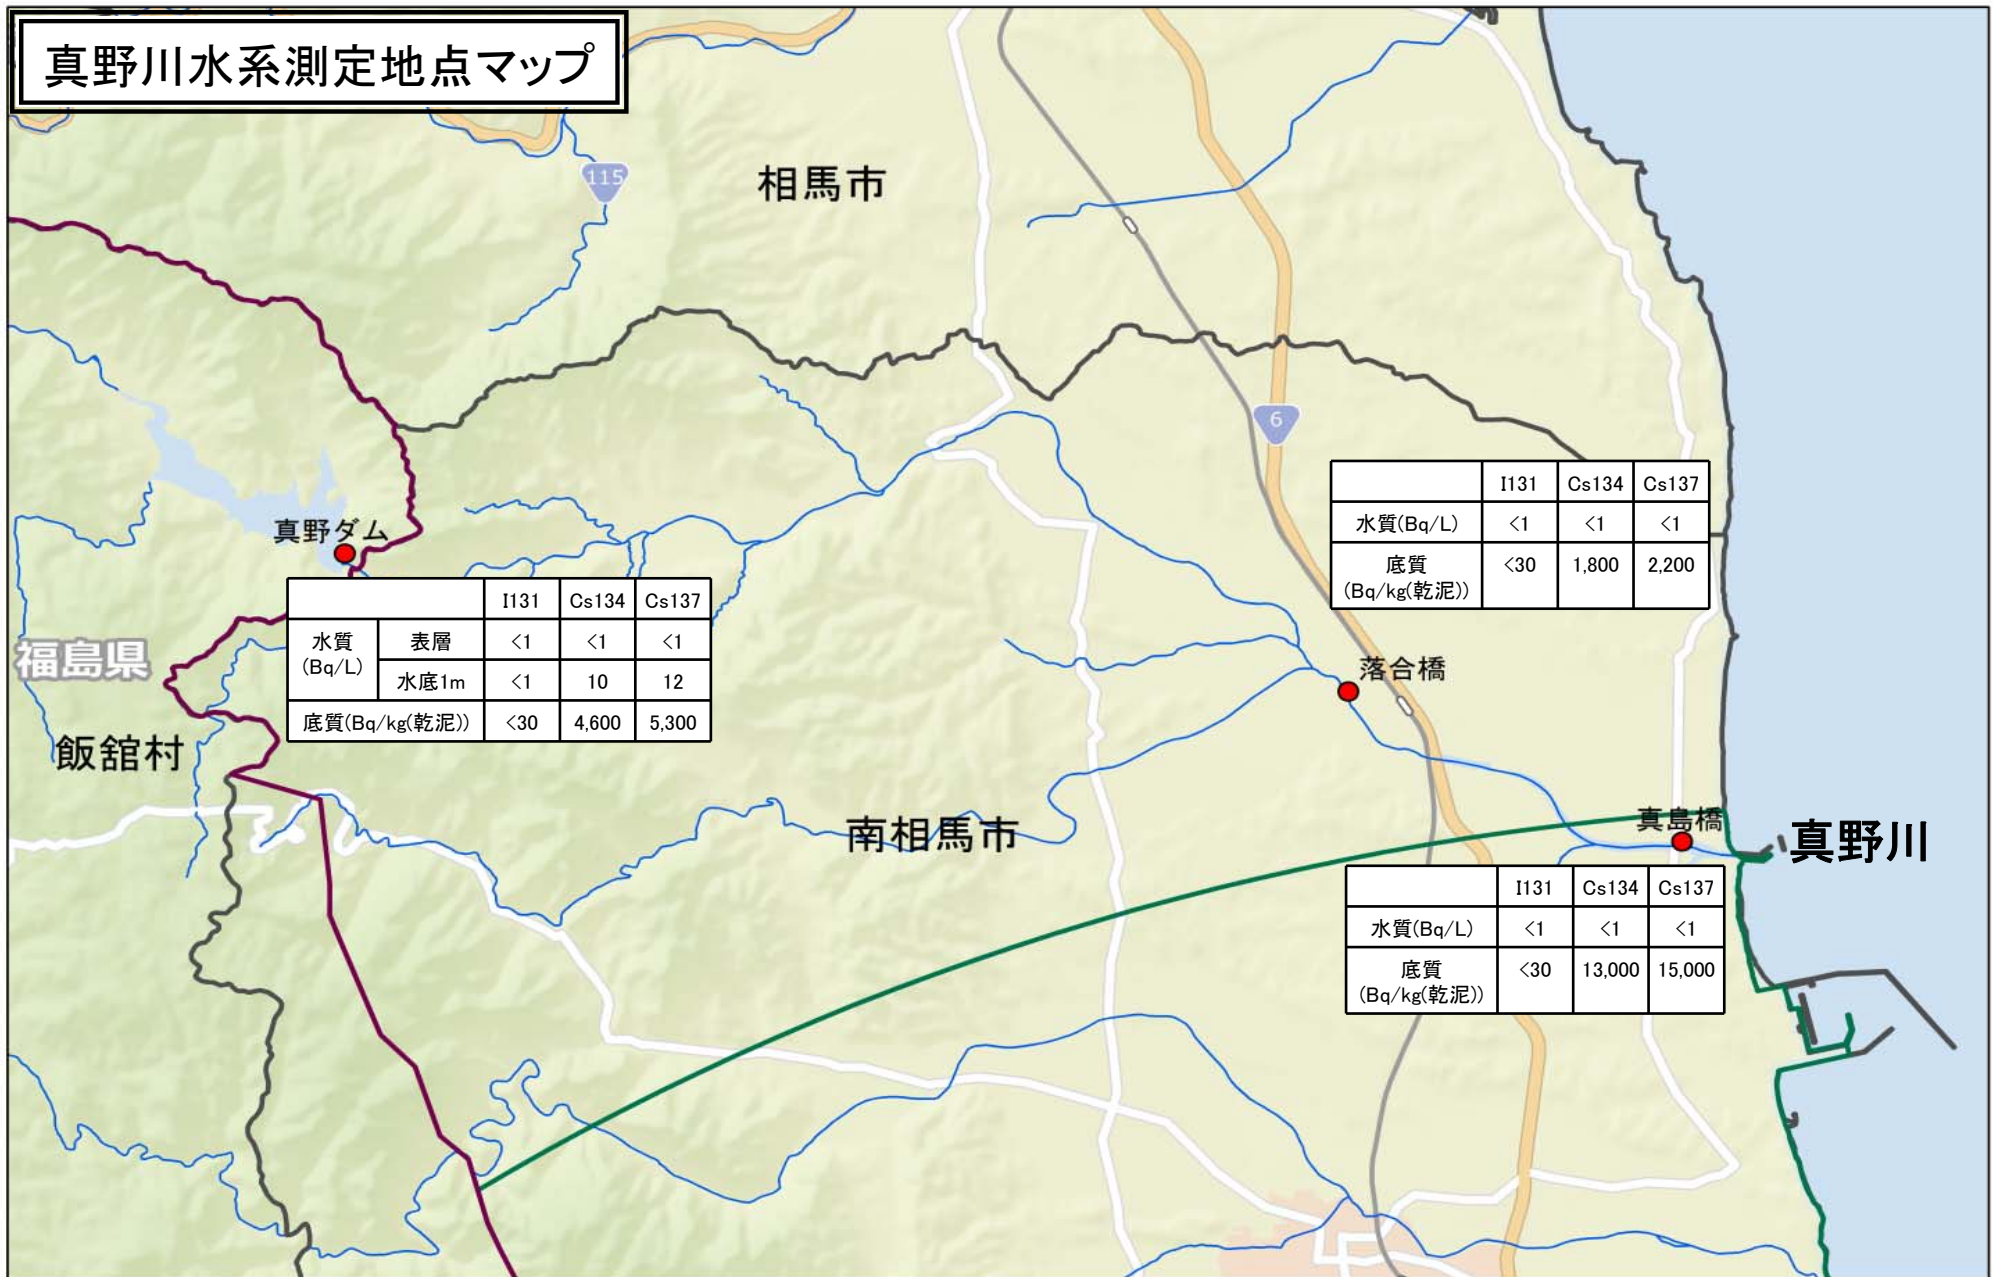 真野川水系測定地点マップ
115
相馬市
6
I131 Cs134 Cs137
水質(Bq/L) <1 <1 <1
底質
(Bq/kg(乾泥)) <30 1,800 2,200
真野ダム
I131 Cs134 Cs137
水質
(Bq/L)
表層 <1 <1 <1
水底1m <1 10 12
底質(Bq/kg(乾泥)) <30 4,600 5,300
福島県
飯舘村
落合橋
南相馬市
真島橋
真野川
I131 Cs134 Cs137
水質(Bq/L) <1 <1 <1
底質
(Bq/kg(乾泥)) <30 13,000 15,000